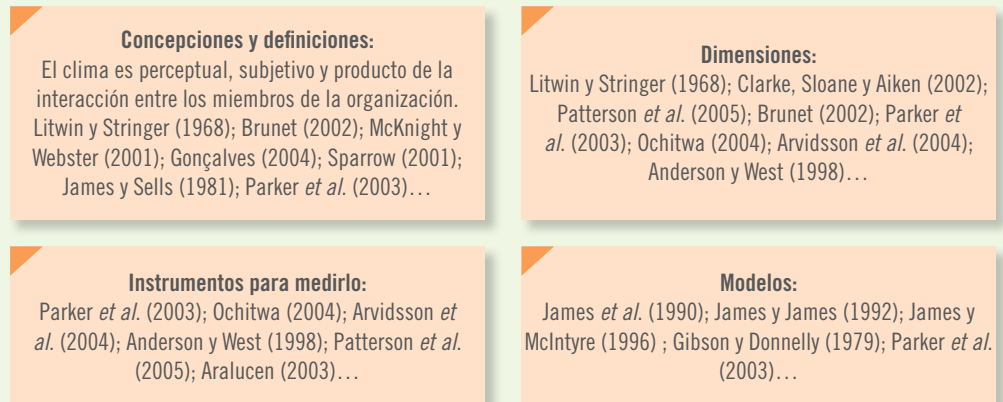 Concepciones y definiciones:
El clima es perceptual, subjetivo y producto de la
interacción entre los miembros de la organización.
Litwin y Stringer (1968); Brunet (2002); McKnight y
Webster (2001); Gonçalves (2004); Sparrow (2001);
James y Sells (1981); Parker et al. (2003)…
Dimensiones:
Litwin y Stringer (1968); Clarke, Sloane y Aiken (2002);
Patterson et al. (2005); Brunet (2002); Parker et
al. (2003); Ochitwa (2004); Arvidsson et al. (2004);
Anderson y West (1998)…
Instrumentos para medirlo:
Parker et al. (2003); Ochitwa (2004); Arvidsson et
al. (2004); Anderson y West (1998); Patterson et al.
(2005); Aralucen (2003)…
Modelos:
James et al. (1990); James y James (1992); James y
McIntyre (1996) ; Gibson y Donnelly (1979); Parker et al.
(2003)…